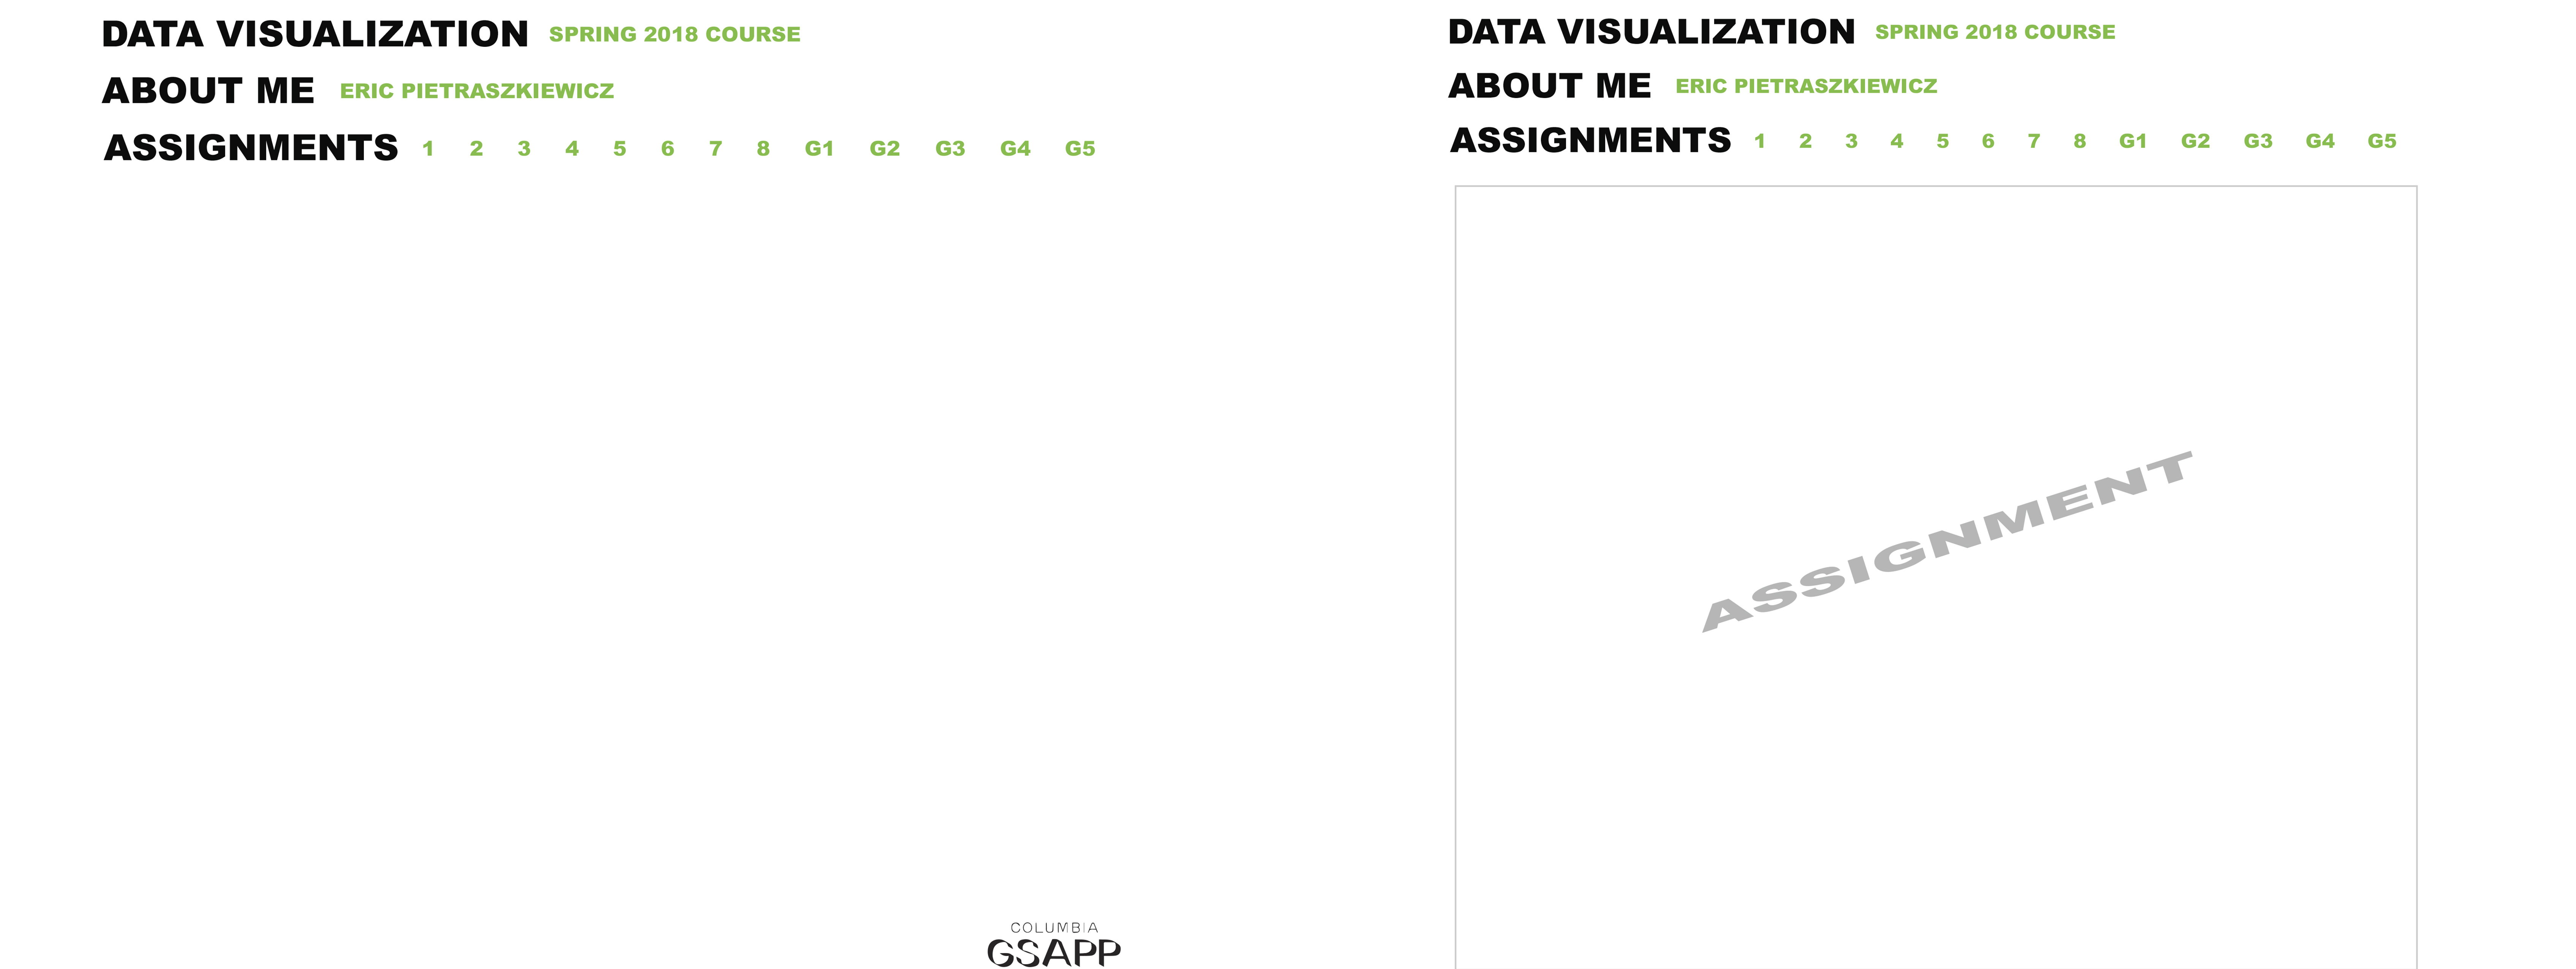 DATA VISUALIZATION SPRING 2018 COURSE
ABOUT ME ERIC PIETRASZKIEWICZ
ASSIGNMENTS 1 2 3 4 5 6 7 8 G1 G2 G3 G4 G5
COLUMBIA
GSAPP
DATA VISUALIZATION SPRING 2018 COURSE
ABOUT ME ERIC PIETRASZKIEWICZ
ASSIGNMENTS 1 2 3 4 5 6 7 8 G1 G2 G3 G4 G5
ASSIGNMENT